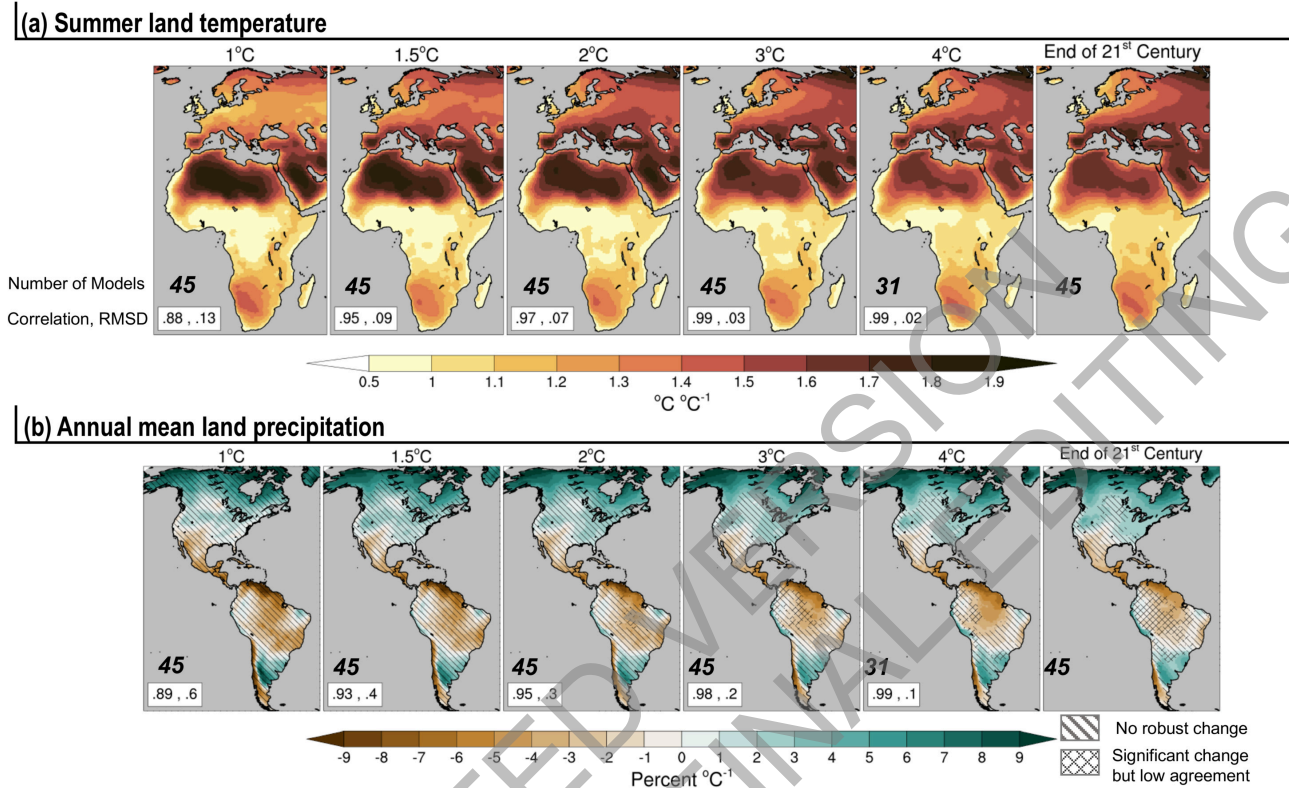 (a) Summer land temperature
1°C 1.5°C 2°C 3°C 4°C End of 21st Century
Number of Models 45 45 45 45 31 45
Correlation, RMSD .88 , .13 .95 , .09 .97 , .07 .99 , .03 .99 , .02
0.5 1 1.1 1.2 1.3 1.4 1.5 1.6 1.7 1.8 1.9
°C °C-1
(b) Annual mean land precipitation
1°C 1.5°C 2°C 3°C 4°C End of 21st Century
45 45 45 45 31 45
.89 , .6 .93 , .4 .95 , .3 .98 , .2 .99 , .1
-9 -8 -7 -6 -5 -4 -3 -2 -1 0 1 2 3 4 5 6 7 8 9
Percent °C-1
No robust change
Significant change
but low agreement
VERSION
FINAL EDITING